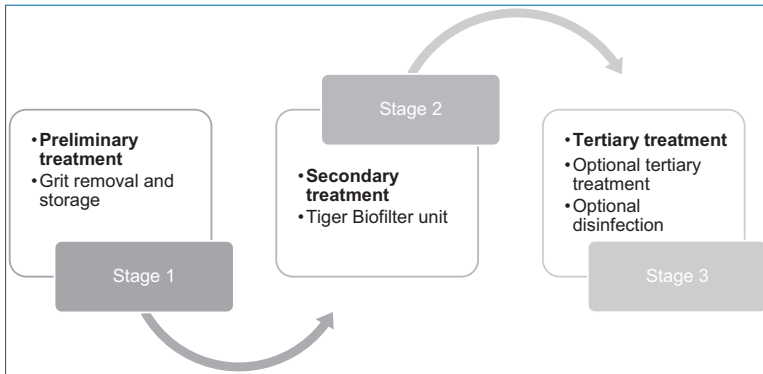 •Preliminary
treatment
•Grit removal and
storage
Stage 1
Stage 2
•Secondary
treatment
•Tiger Biofilter unit
•Tertiary treatment
•Optional tertiary
treatment
•Optional
disinfection
Stage 3